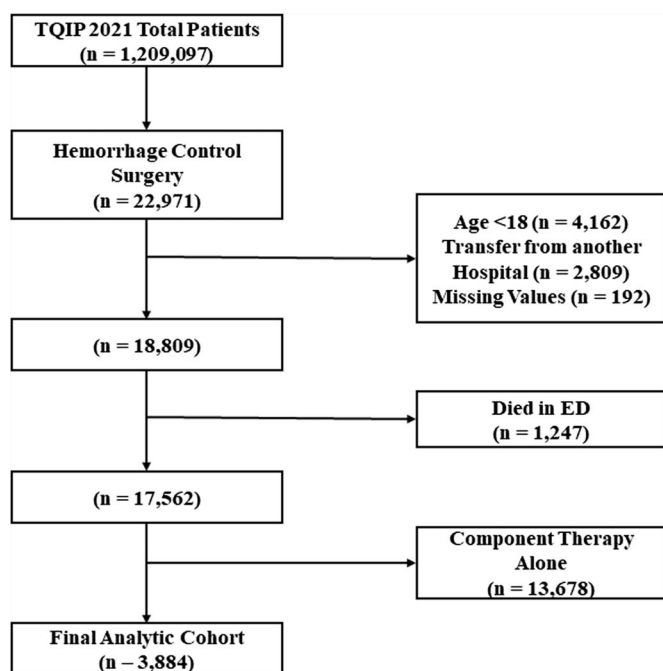 TQIP 2021 Total Patients
(n = 1,209,097)
Hemorrhage Control
Surgery
(n = 22,971)
Age <18 (n = 4,162)
Transfer from another
Hospital (n = 2,809)
Missing Values (n = 192)
(n = 18,809)
Died in ED
(n = 1,247)
(n = 17,562)
Component Therapy
Alone
(n = 13,678)
Final Analytic Cohort
(n – 3,884)